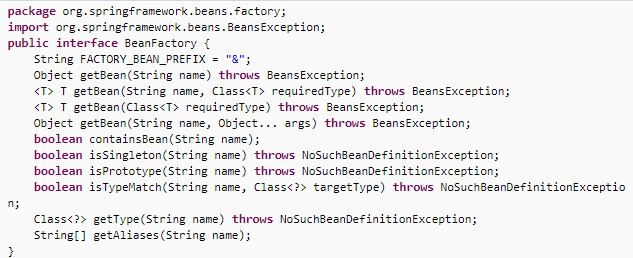 package org.springframework.beans.factory;
import org.springframework.beans.BeansException;
public interface BeanFactory {
    String FACTORY_BEAN_PREFIX = "&";
    Object getBean(String name) throws BeansException;
    <T> T getBean(String name, Class<T> requiredType) throws BeansException;
    <T> T getBean(Class<T> requiredType) throws BeansException;
    Object getBean(String name, Object... args) throws BeansException;
    boolean containsBean(String name);
    boolean isSingleton(String name) throws NoSuchBeanDefinitionException;
    boolean isPrototype(String name) throws NoSuchBeanDefinitionException;
    boolean isTypeMatch(String name, Class<?> targetType) throws NoSuchBeanDefinitionExceptio
n;
    Class<?> getType(String name) throws NoSuchBeanDefinitionException;
    String[] getAliases(String name);
}